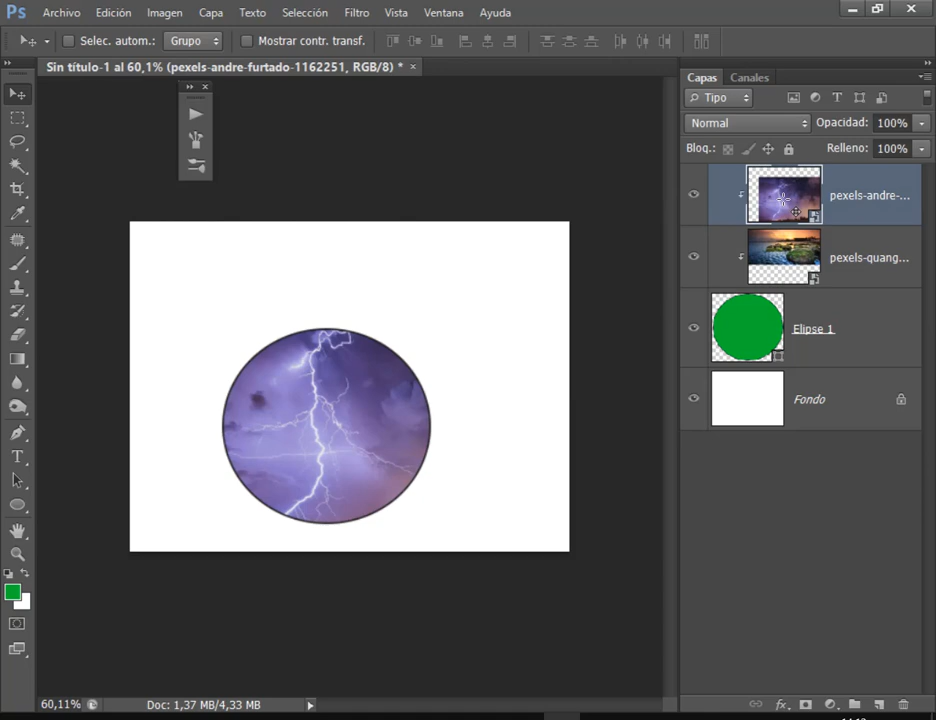 Ps Archivo Edición Imagen Capa Texto Selección Filtro Vista Ventana Ayuda
Selec. autom.: Grupo Mostrar contr. transf.
Sin título-1 al 60,1% (pexels-andre-furtado-1162251, RGB/8) * ×
Capas Canales
Tipo
Normal Opacidad: 100%
Bloq.: Relleno: 100%
pexels-andre-...
pexels-quang...
Elipse 1
Fondo
60,11% Doc: 1,37 MB/4,33 MB